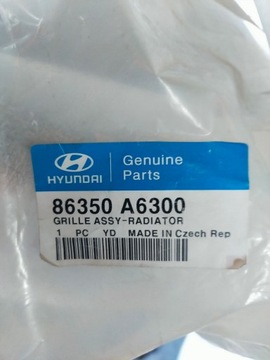 HYUNDAI
Genuine
Parts
86350 A6300
GRILLE ASSY-RADIATOR
1 PC YD MADE IN Czech Rep